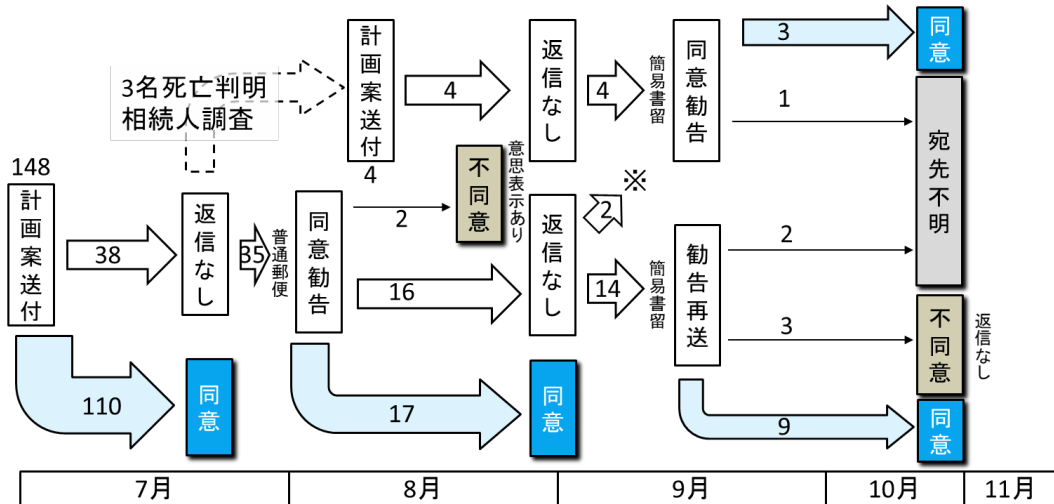 3名死亡判明
相続人調査
計画案送付
4
4
返信なし
4
簡易書留
同意勧告
3
同意
1
宛先不明
148
計画案送付
38
返信なし
35
普通郵便
同意勧告
2
不同意
意思表示あり
16
返信なし
2
※
14
簡易書留
勧告再送
2
3
不同意
返信なし
110
同意
17
同意
9
同意
7月
8月
9月
10月
11月